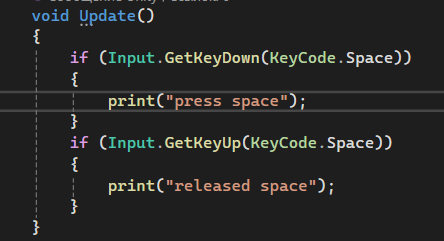 void Update()
{
if (Input.GetKeyDown(KeyCode.Space))
{
print("press space");
}
if (Input.GetKeyUp(KeyCode.Space))
{
print("released space");
}
}